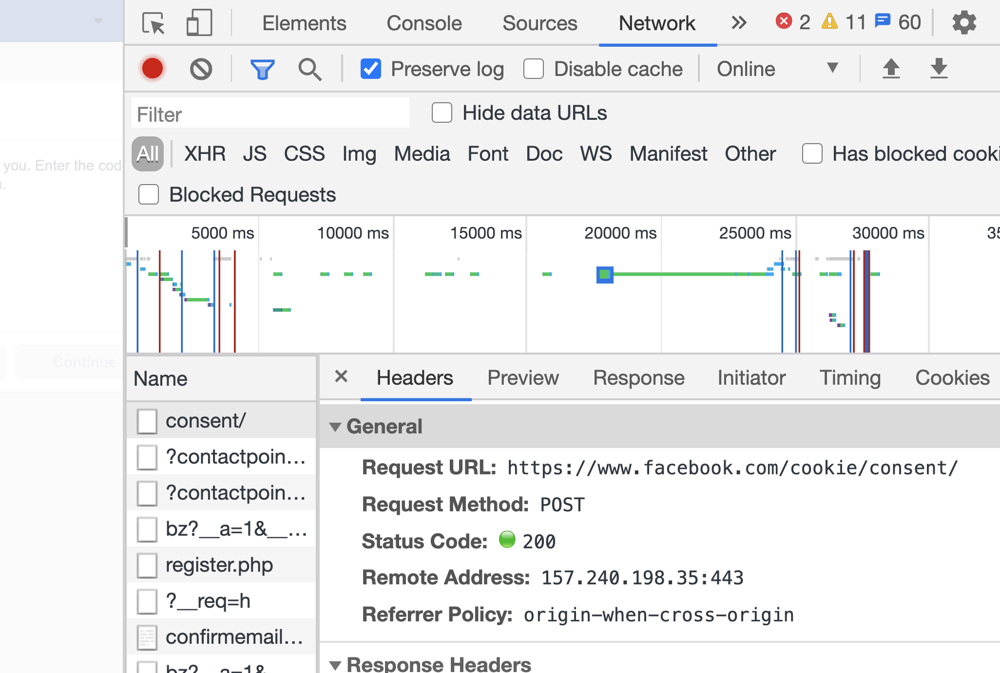 Elements Console Sources Network 2 11 60
Preserve log Disable cache Online
Filter Hide data URLs
All XHR JS CSS Img Media Font Doc WS Manifest Other Has blocked cooki
Blocked Requests
you. Enter the cod
5000 ms 10000 ms 15000 ms 20000 ms 25000 ms 30000 ms 35
Continue
Name
consent/
?contactpoin...
?contactpoin...
bz?__a=1&__...
register.php
?__req=h
confirmemail...
bz?__a=1&
× Headers Preview Response Initiator Timing Cookies
General
Request URL: https://www.facebook.com/cookie/consent/
Request Method: POST
Status Code: 200
Remote Address: 157.240.198.35:443
Referrer Policy: origin-when-cross-origin
Response Headers